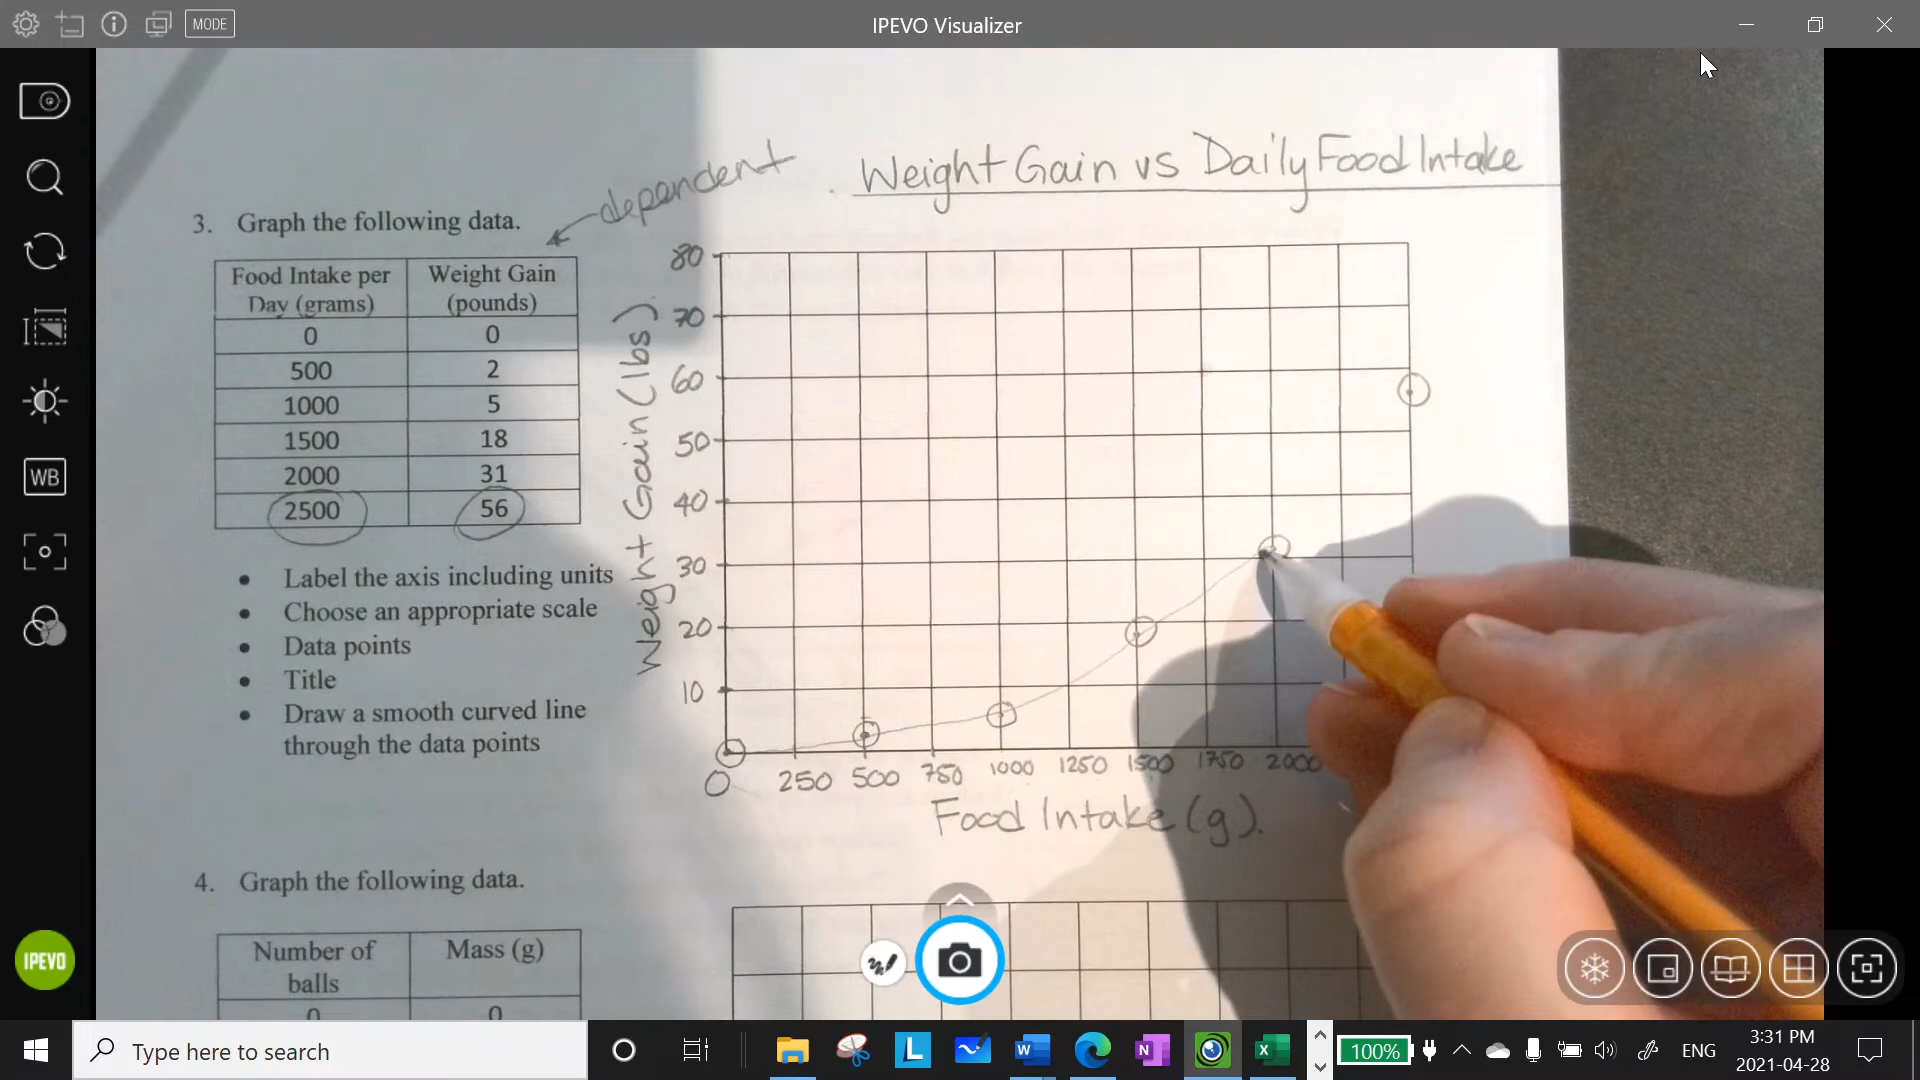 MODE
IPEVO Visualizer
dependent
Weight Gain vs Daily Food Intake
3. Graph the following data.
Food Intake per Day (grams) Weight Gain (pounds)
0 0
500 2
1000 5
1500 18
2000 31
2500 56
• Label the axis including units
• Choose an appropriate scale
• Data points
• Title
• Draw a smooth curved line
through the data points
Weight Gain (lbs).
80
70
60
50
40
30
20
10
0 250 500 750 1000 1250 1500 1750 2000
Food Intake (g).
4. Graph the following data.
Number of balls Mass (g)
0 0
WB
IPEVO
Type here to search
L
W
N
X
100%
ENG
3:31 PM
2021-04-28